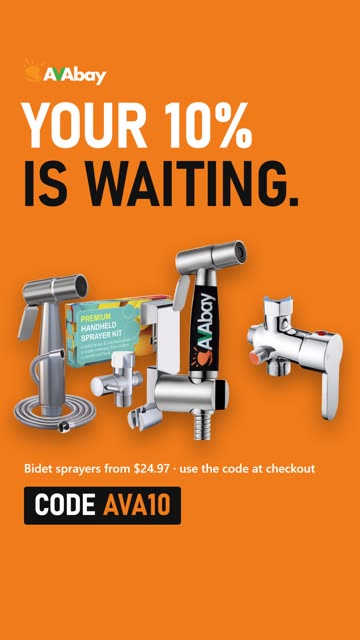 AVAbay
YOUR 10%
IS WAITING.
PREMIUM
HANDHELD
SPRAYER KIT
AVAbay
Bidet sprayers from $24.97 · use the code at checkout
CODE AVA10